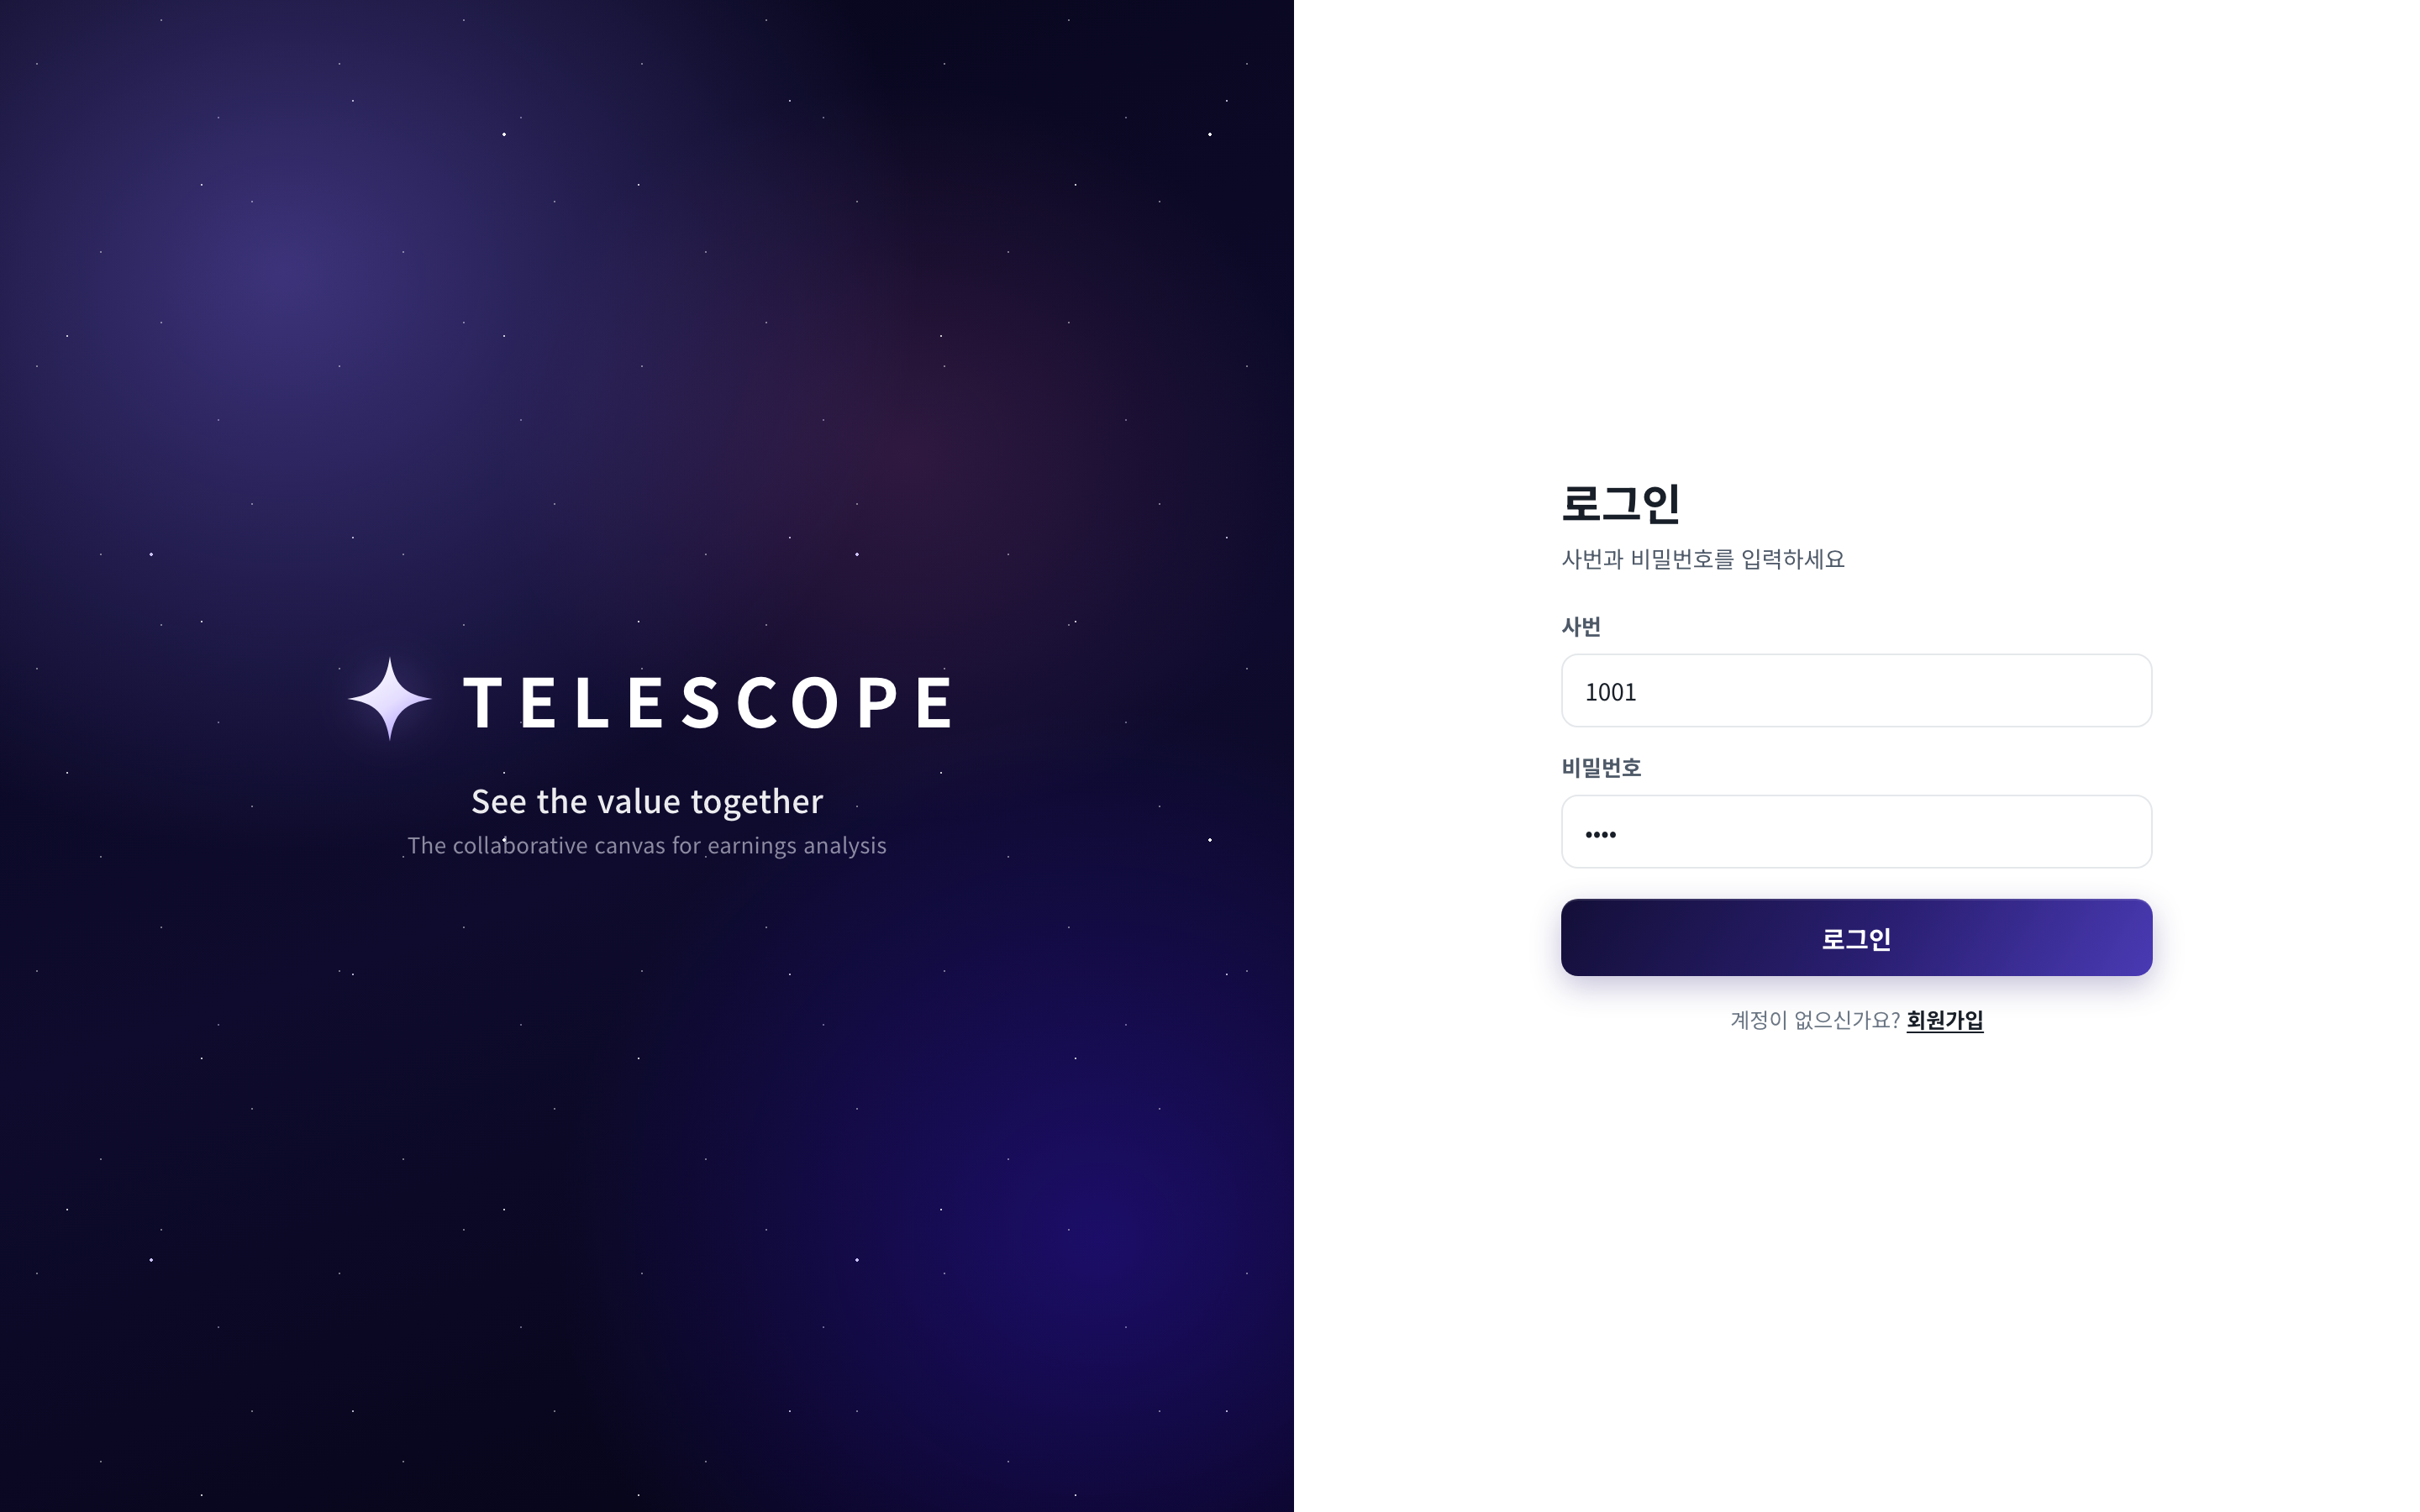 TELESCOPE
See the value together
The collaborative canvas for earnings analysis
로그인
사번과 비밀번호를 입력하세요
사번
1001
비밀번호
••••
로그인
계정이 없으신가요? 회원가입